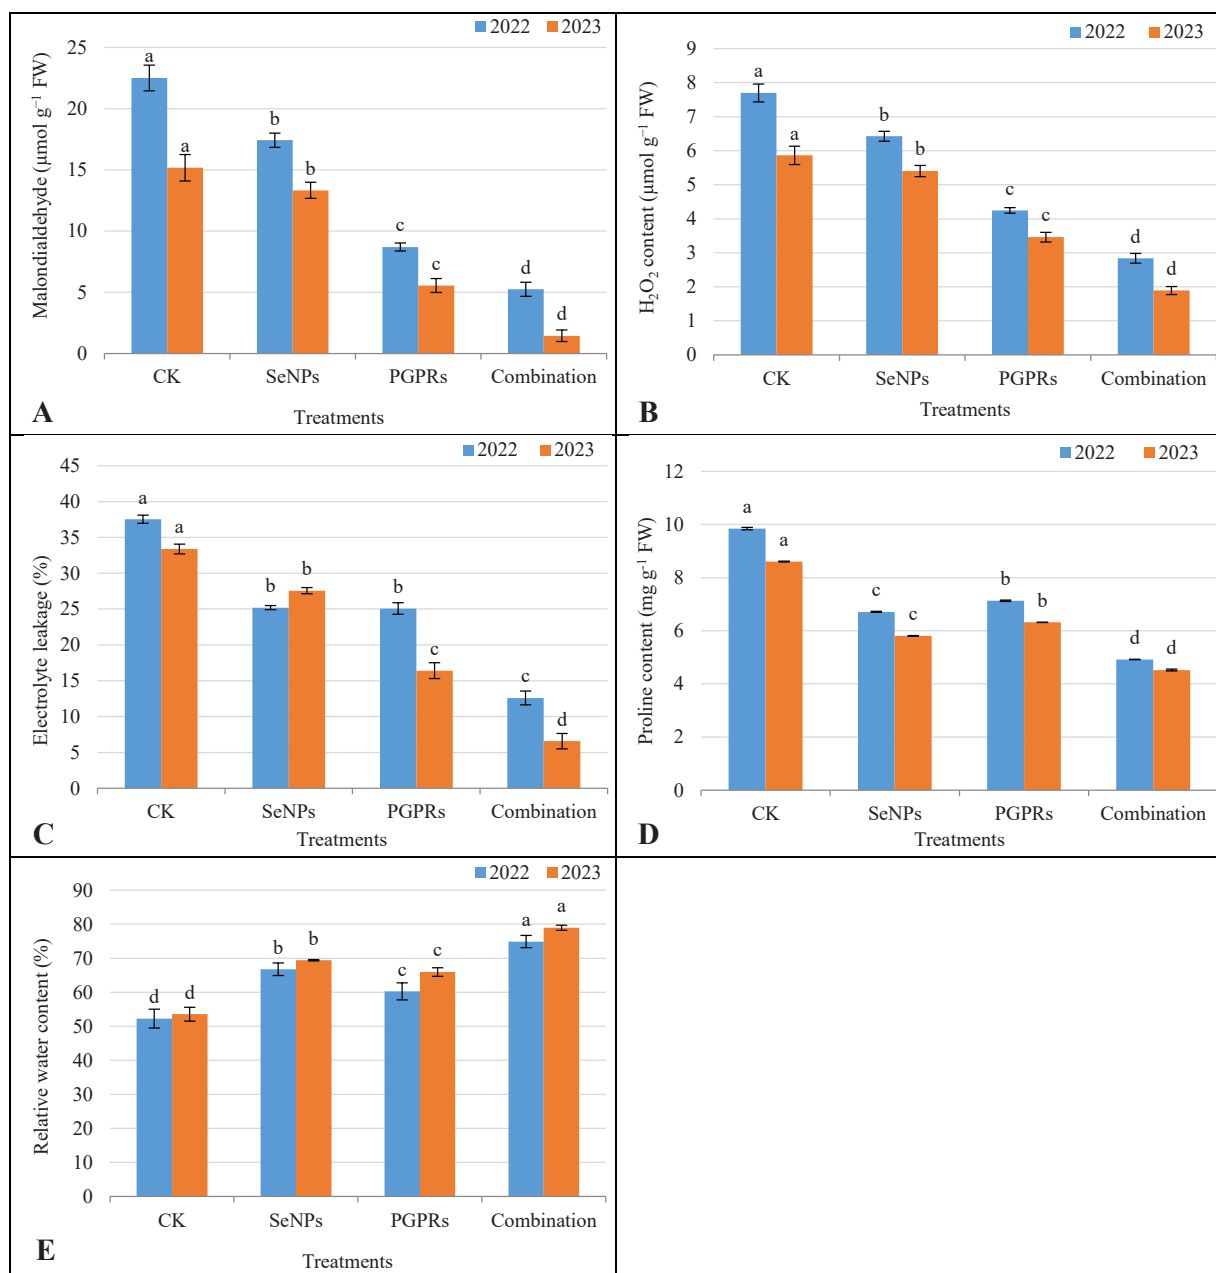 2022 2023
Malondialdehyde (µmol g⁻¹ FW)
25
20
15
10
5
0
a
a
b
b
c
c
d
d
CK SeNPs PGPRs Combination
Treatments
A
2022 2023
H₂O₂ content (µmol g⁻¹ FW)
9
8
7
6
5
4
3
2
1
0
a
a
b
b
c
c
d
d
CK SeNPs PGPRs Combination
Treatments
B
2022 2023
Electrolyte leakage (%)
45
40
35
30
25
20
15
10
5
0
a
a
b
b
b
c
c
d
CK SeNPs PGPRs Combination
Treatments
C
2022 2023
Proline content (mg g⁻¹ FW)
12
10
8
6
4
2
0
a
a
c
c
b
b
d
d
CK SeNPs PGPRs Combination
Treatments
D
2022 2023
Relative water content (%)
90
80
70
60
50
40
30
20
10
0
d
d
b
b
c
c
a
a
CK SeNPs PGPRs Combination
Treatments
E